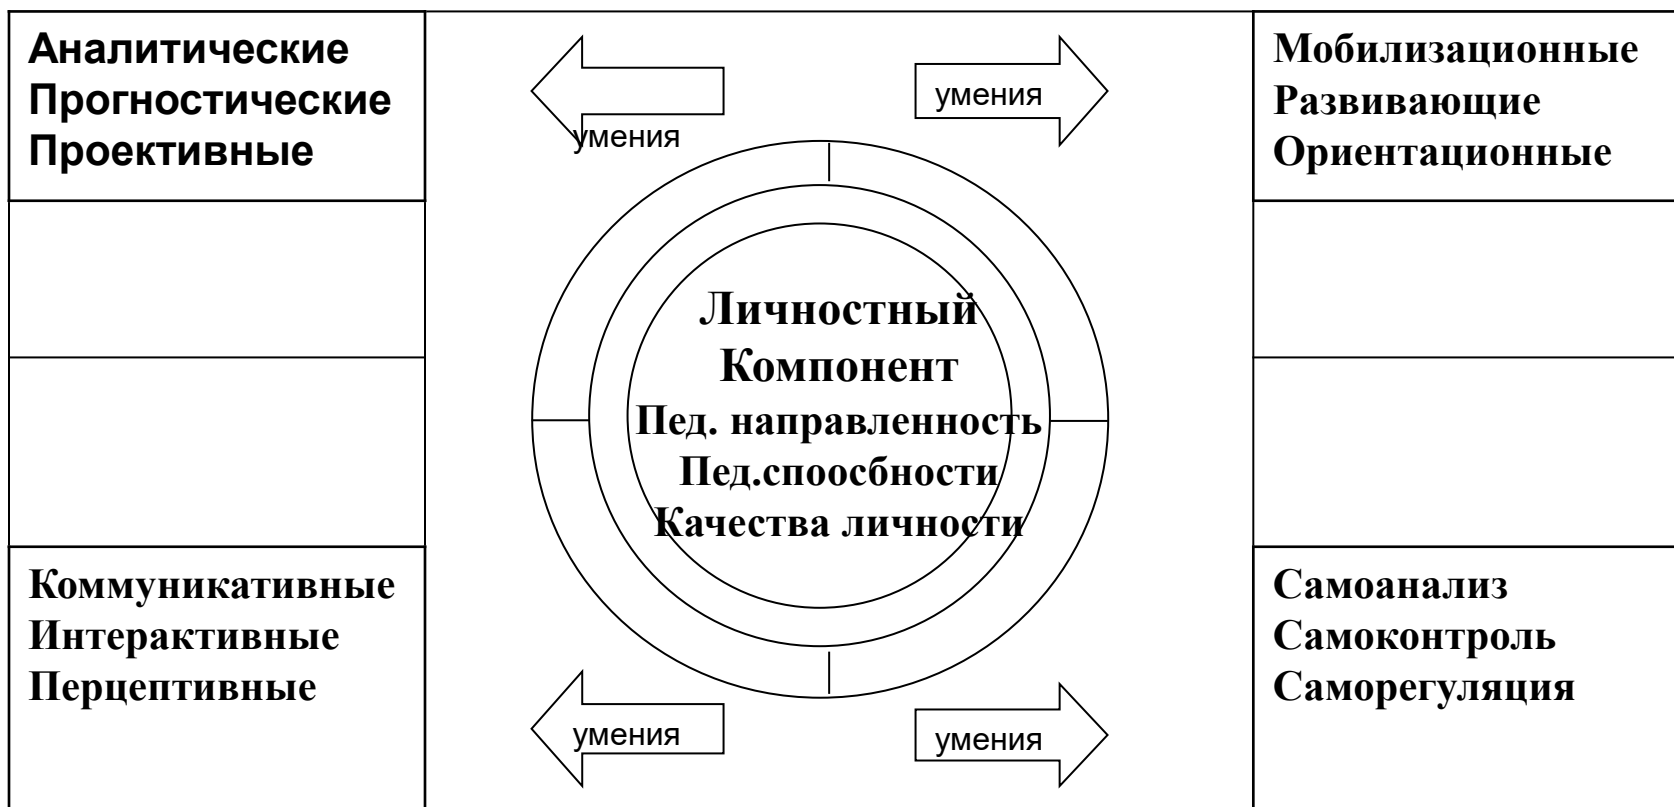 Аналитические
Прогностические
Проективные
умения
умения
Мобилизационные
Развивающие
Ориентационные
Личностный
Компонент
Пед. направленность
Пед.споосбности
Качества личности
Коммуникативные
Интерактивные
Перцептивные
умения
умения
Самоанализ
Самоконтроль
Саморегуляция